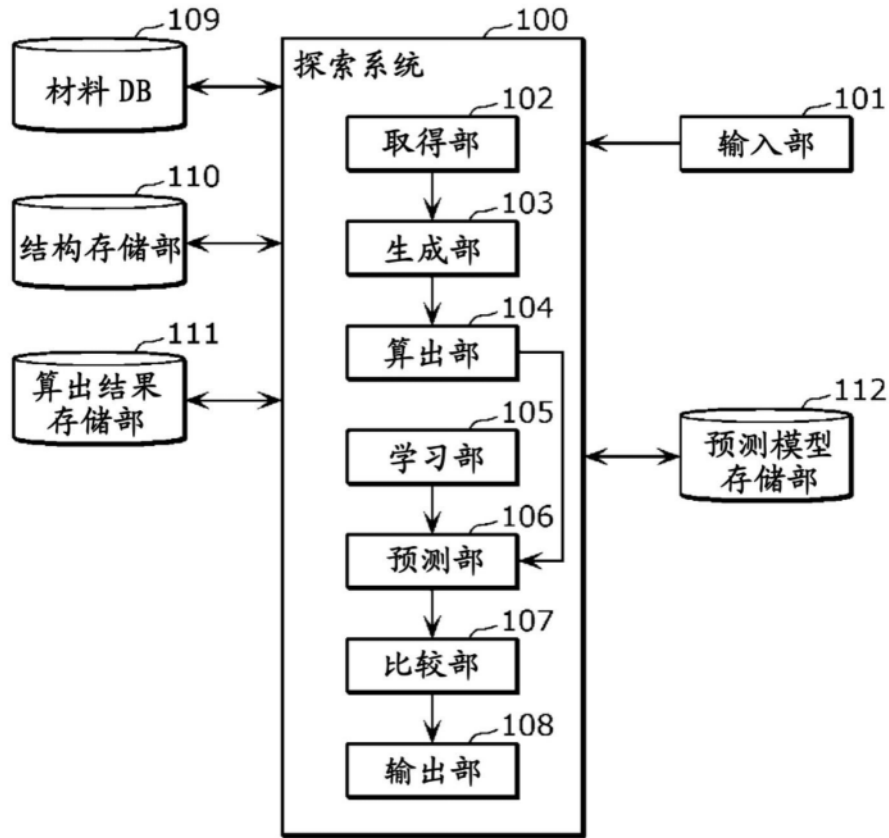 109
材料 DB
110
结构存储部
111
算出结果
存储部
100
探索系统
102
取得部
103
生成部
104
算出部
105
学习部
106
预测部
107
比较部
108
输出部
101
输入部
112
预测模型
存储部